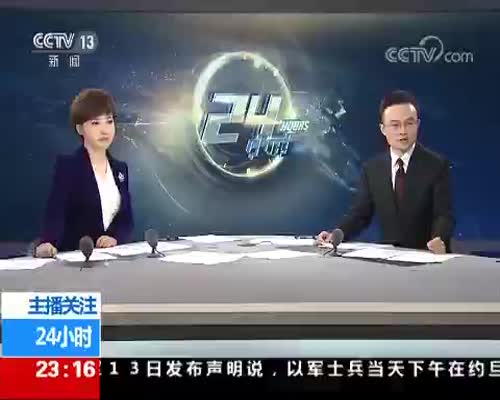 CCTV 13
新闻
CCTV.com
24
HOURS
小时
主播关注
24小时
23:16
13日发布声明说，以军士兵当天下午在约旦